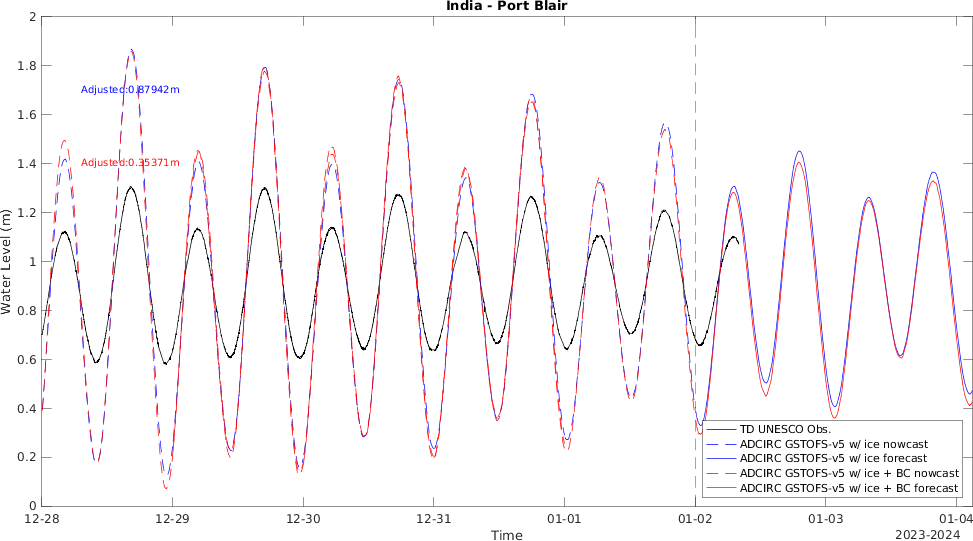 India - Port Blair
2
1.8
Adjusted:0.87942m
1.6
1.4
Adjusted:0.35371m
1.2
1
0.8
0.6
0.4
0.2
0
Water Level (m)
TD UNESCO Obs.
ADCIRC GSTOFS-v5 w/ ice nowcast
ADCIRC GSTOFS-v5 w/ ice forecast
ADCIRC GSTOFS-v5 w/ ice + BC nowcast
ADCIRC GSTOFS-v5 w/ ice + BC forecast
12-28 12-29 12-30 12-31 01-01 01-02 01-03 01-04
Time
2023-2024